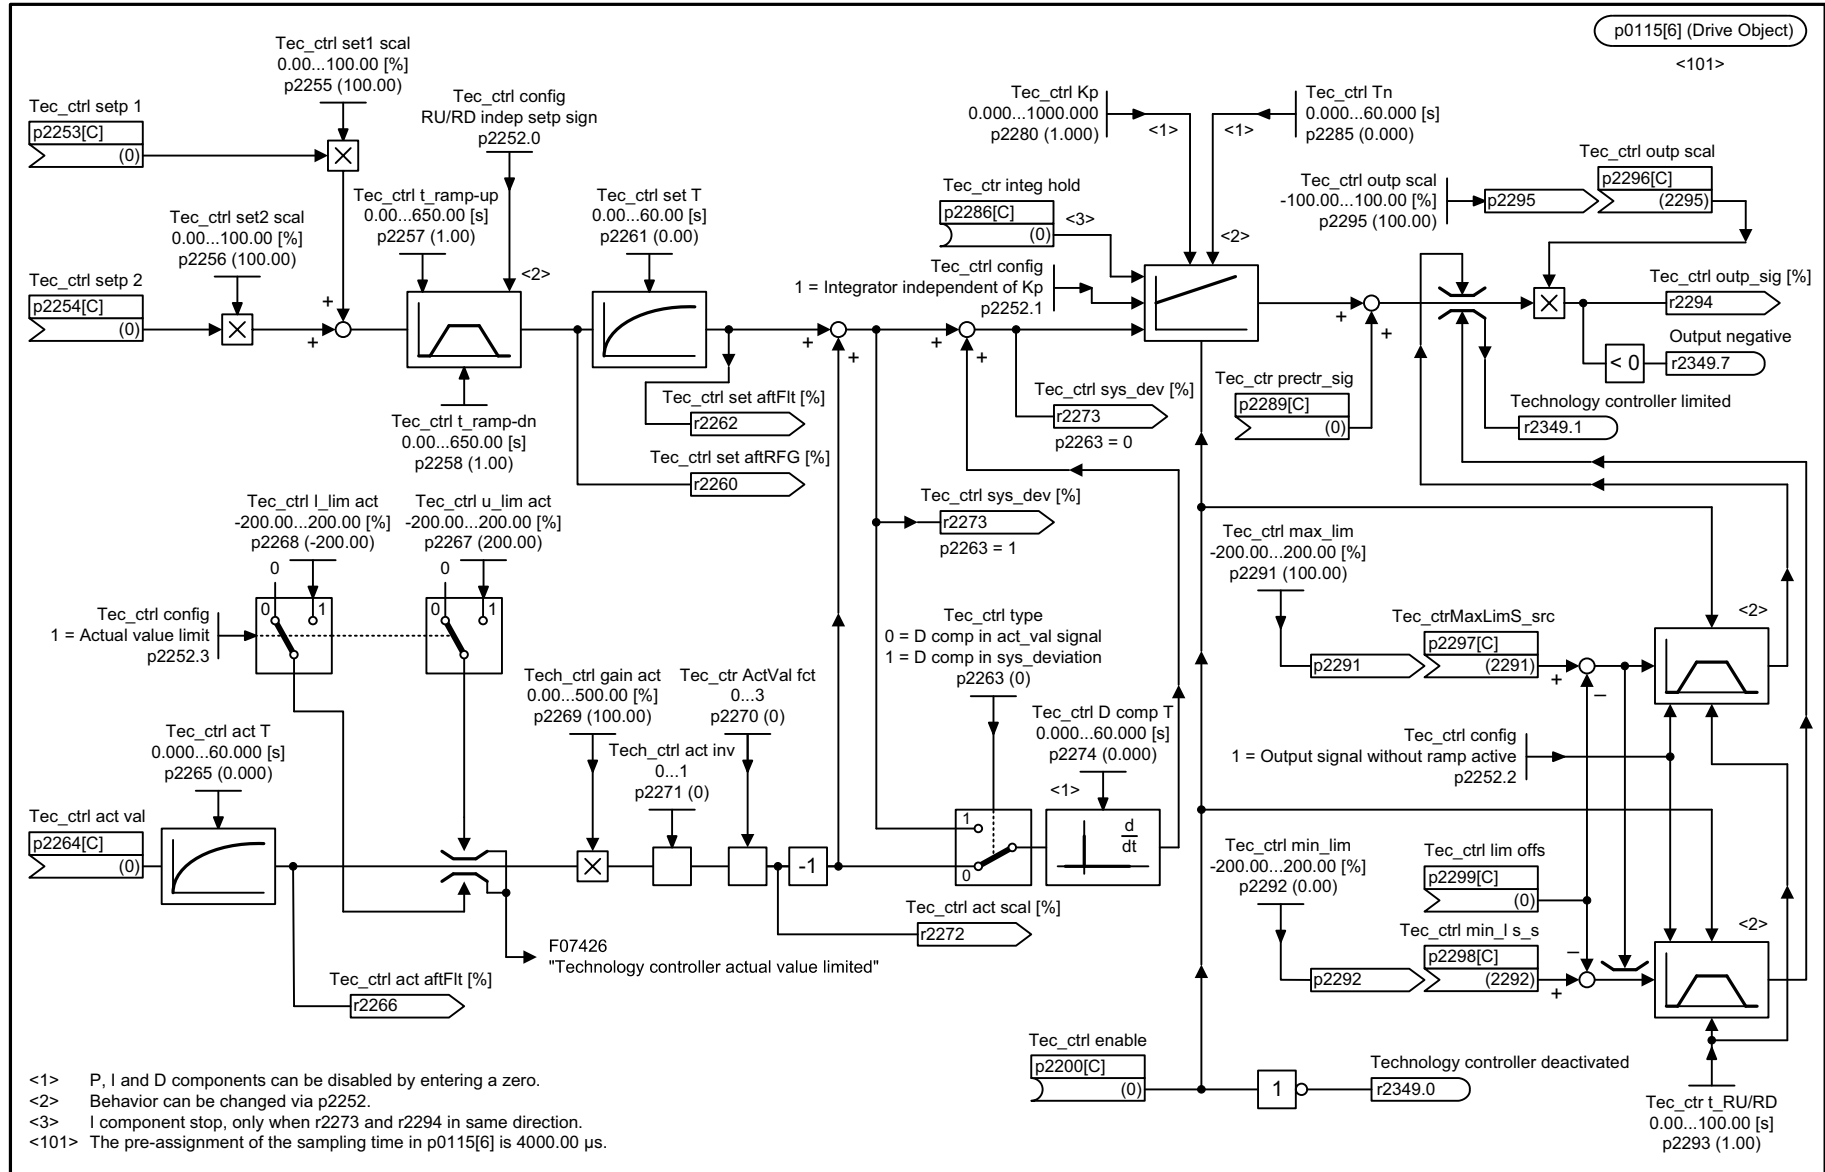 p0115[6] (Drive Object)
<101>
Tec_ctrl set1 scal
0.00...100.00 [%]
p2255 (100.00)
Tec_ctrl setp 1
p2253[C]
(0)
Tec_ctrl config
RU/RD indep setp sign
p2252.0
Tec_ctrl set2 scal
0.00...100.00 [%]
p2256 (100.00)
Tec_ctrl setp 2
p2254[C]
(0)
+
+
Tec_ctrl t_ramp-up
0.00...650.00 [s]
p2257 (1.00)
<2>
Tec_ctrl t_ramp-dn
0.00...650.00 [s]
p2258 (1.00)
Tec_ctrl set T
0.00...60.00 [s]
p2261 (0.00)
Tec_ctrl set aftFlt [%]
r2262
Tec_ctrl set aftRFG [%]
r2260
+
+
+
+
Tec_ctrl Kp
0.000...1000.000
p2280 (1.000)
<1>
Tec_ctrl Tn
0.000...60.000 [s]
p2285 (0.000)
<1>
Tec_ctr integ hold
p2286[C]
(0)
<3>
<2>
Tec_ctrl config
1 = Integrator independent of Kp
p2252.1
Tec_ctrl sys_dev [%]
r2273
p2263 = 0
Tec_ctrl sys_dev [%]
r2273
p2263 = 1
Tec_ctr prectr_sig
p2289[C]
(0)
+
+
Tec_ctrl outp scal
-100.00...100.00 [%]
p2295 (100.00)
p2295
Tec_ctrl outp scal
p2296[C]
(2295)
Tec_ctrl outp_sig [%]
r2294
Output negative
< 0
r2349.7
Technology controller limited
r2349.1
Tec_ctrl l_lim act
-200.00...200.00 [%]
p2268 (-200.00)
Tec_ctrl u_lim act
-200.00...200.00 [%]
p2267 (200.00)
0
0 1
0
0 1
Tec_ctrl config
1 = Actual value limit
p2252.3
Tec_ctrl act T
0.000...60.000 [s]
p2265 (0.000)
Tec_ctrl act val
p2264[C]
(0)
Tec_ctrl act aftFlt [%]
r2266
F07426
"Technology controller actual value limited"
Tech_ctrl gain act
0.00...500.00 [%]
p2269 (100.00)
Tech_ctrl act inv
0...1
p2271 (0)
Tec_ctr ActVal fct
0...3
p2270 (0)
-1
Tec_ctrl act scal [%]
r2272
Tec_ctrl type
0 = D comp in act_val signal
1 = D comp in sys_deviation
p2263 (0)
1
0
Tec_ctrl D comp T
0.000...60.000 [s]
p2274 (0.000)
<1>
d
dt
Tec_ctrl max_lim
-200.00...200.00 [%]
p2291 (100.00)
p2291
Tec_ctrMaxLimS_src
p2297[C]
(2291)
+
–
<2>
Tec_ctrl config
1 = Output signal without ramp active
p2252.2
Tec_ctrl min_lim
-200.00...200.00 [%]
p2292 (0.00)
p2292
Tec_ctrl lim offs
p2299[C]
(0)
Tec_ctrl min_l s_s
p2298[C]
(2292)
–
+
<2>
Tec_ctrl enable
p2200[C]
(0)
1
Technology controller deactivated
r2349.0
Tec_ctr t_RU/RD
0.00...100.00 [s]
p2293 (1.00)
<1> P, I and D components can be disabled by entering a zero.
<2> Behavior can be changed via p2252.
<3> I component stop, only when r2273 and r2294 in same direction.
<101> The pre-assignment of the sampling time in p0115[6] is 4000.00 µs.